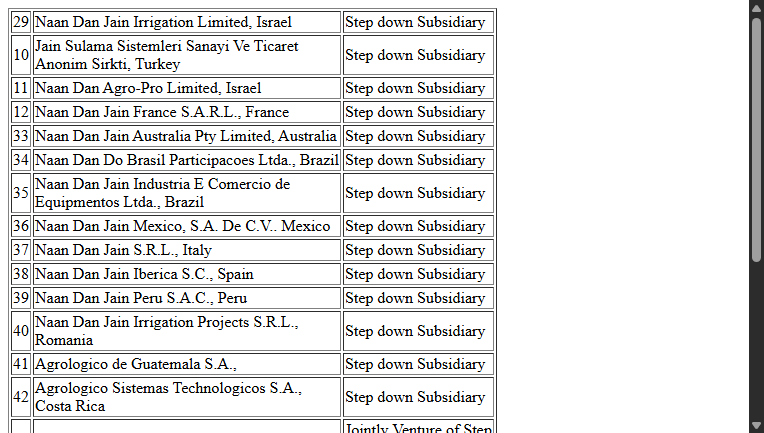 29 Naan Dan Jain Irrigation Limited, Israel Step down Subsidiary
10 Jain Sulama Sistemleri Sanayi Ve Ticaret
Anonim Sirkti, Turkey Step down Subsidiary
11 Naan Dan Agro-Pro Limited, Israel Step down Subsidiary
12 Naan Dan Jain France S.A.R.L., France Step down Subsidiary
33 Naan Dan Jain Australia Pty Limited, Australia Step down Subsidiary
34 Naan Dan Do Brasil Participacoes Ltda., Brazil Step down Subsidiary
35 Naan Dan Jain Industria E Comercio de
Equipmentos Ltda., Brazil Step down Subsidiary
36 Naan Dan Jain Mexico, S.A. De C.V.. Mexico Step down Subsidiary
37 Naan Dan Jain S.R.L., Italy Step down Subsidiary
38 Naan Dan Jain Iberica S.C., Spain Step down Subsidiary
39 Naan Dan Jain Peru S.A.C., Peru Step down Subsidiary
40 Naan Dan Jain Irrigation Projects S.R.L.,
Romania Step down Subsidiary
41 Agrologico de Guatemala S.A., Step down Subsidiary
42 Agrologico Sistemas Technologicos S.A.,
Costa Rica Step down Subsidiary
Jointly Venture of Step